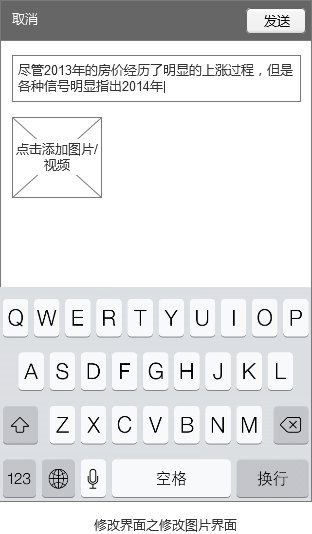 取消
发送
尽管2013年的房价经历了明显的上涨过程，但是
各种信号明显指出2014年
点击添加图片/
视频
Q W E R T Y U I O P
A S D F G H J K L
Z X C V B N M
123 空格 换行
修改界面之修改图片界面